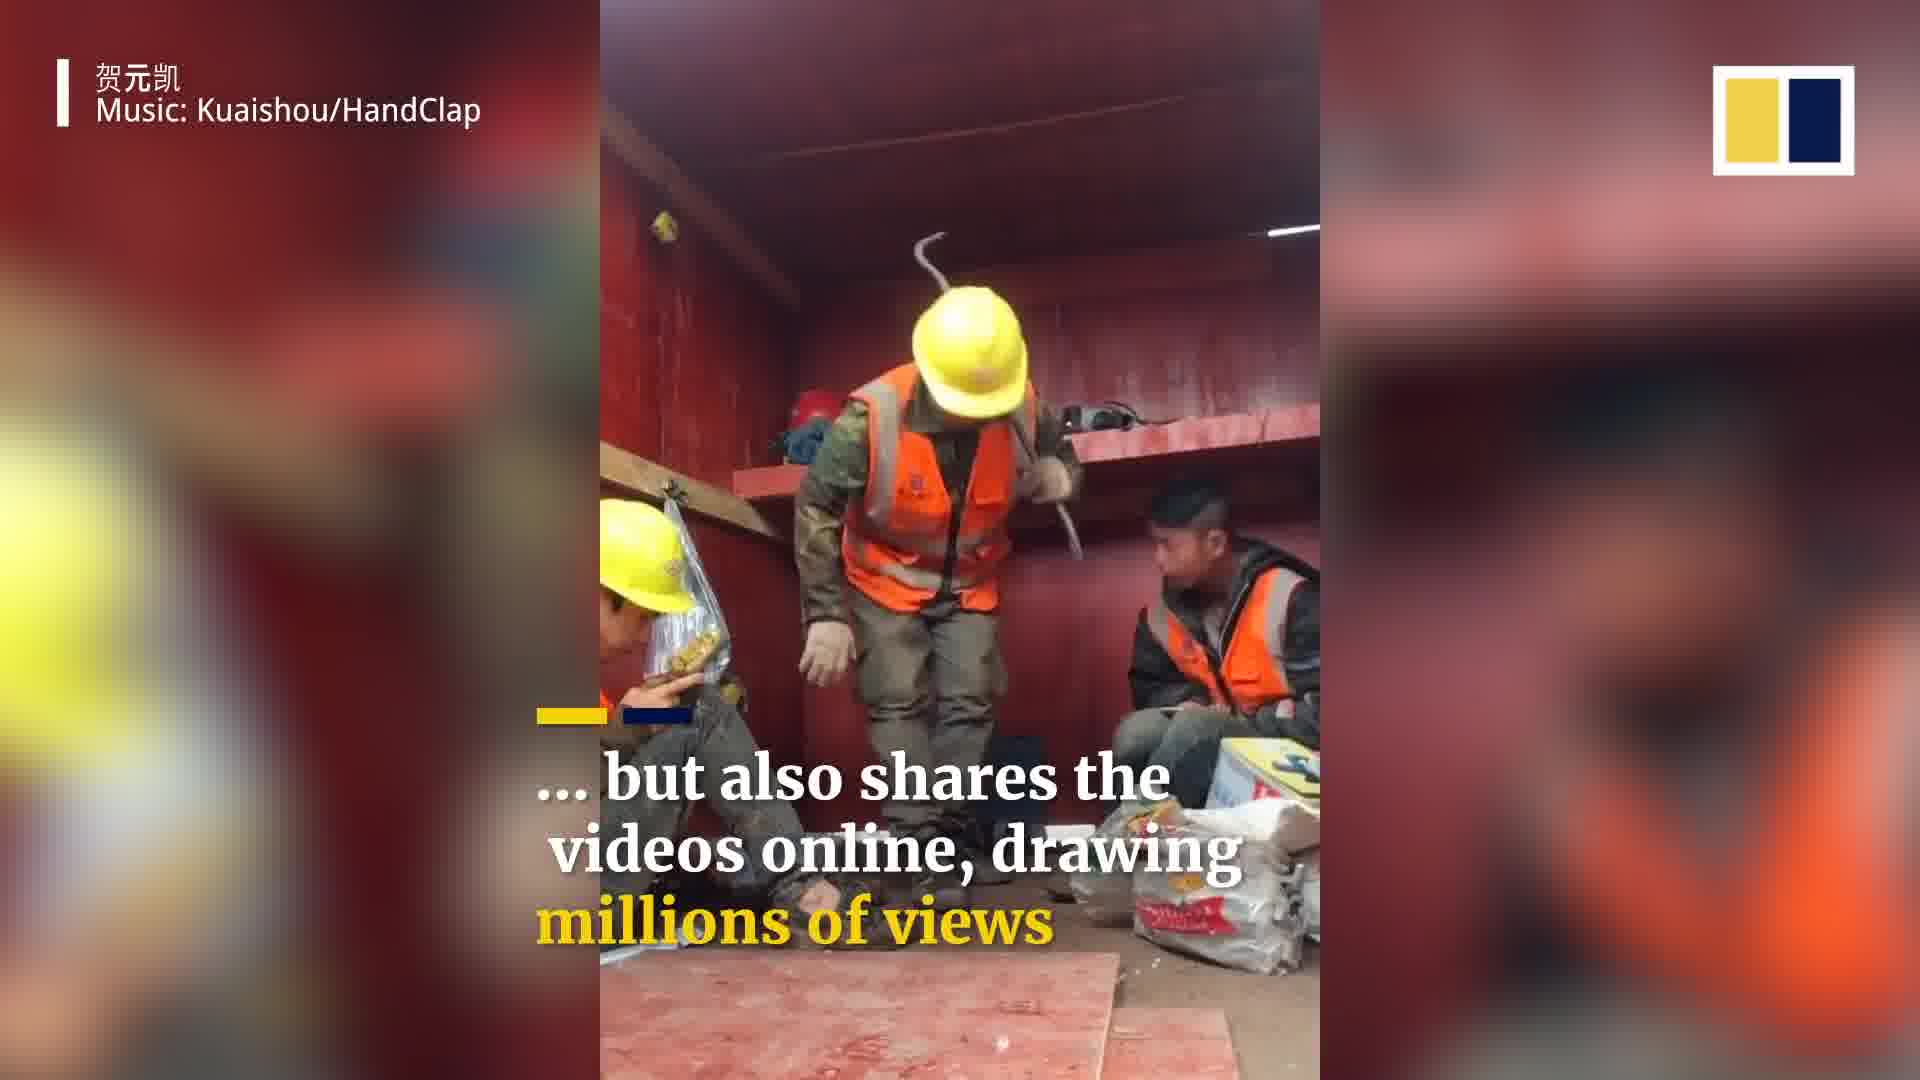 贺元凯
Music: Kuaishou/HandClap
... but also shares the
videos online, drawing
millions of views